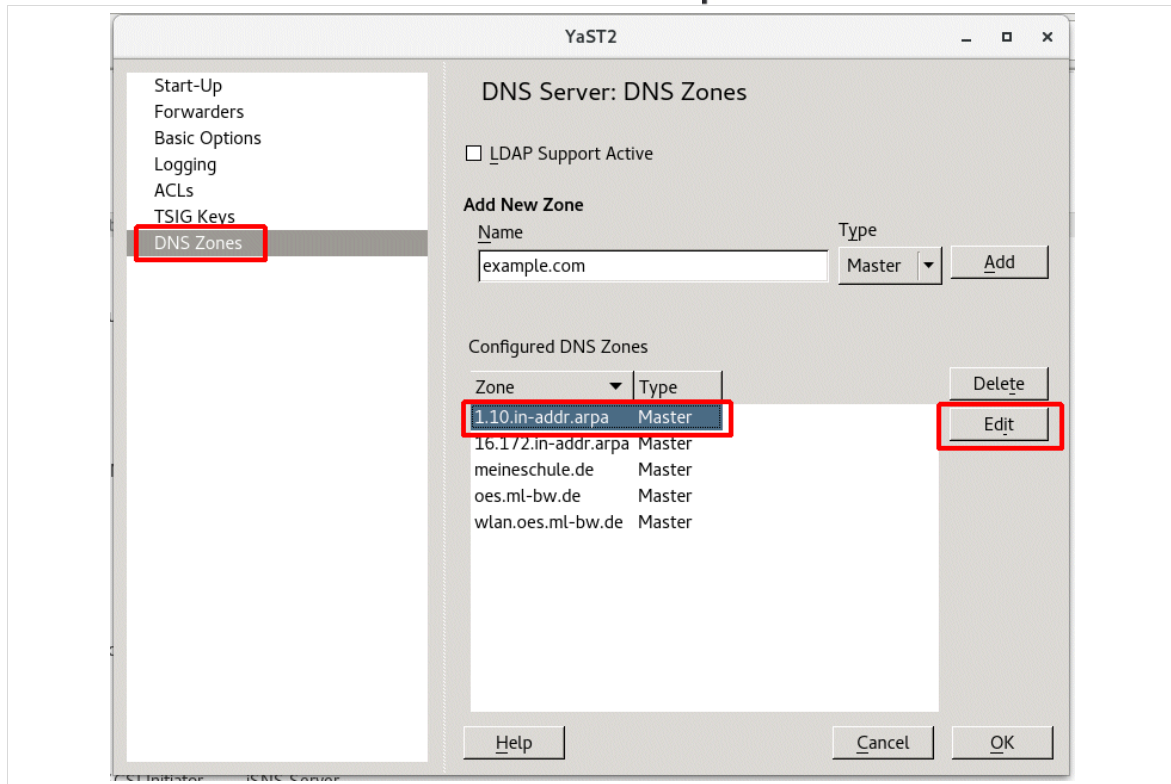 YaST2
Start-Up
Forwarders
Basic Options
Logging
ACLs
TSIG Keys
DNS Zones
DNS Server: DNS Zones
LDAP Support Active
Add New Zone
Name Type
example.com Master Add
Configured DNS Zones
Zone Type Delete
1.10.in-addr.arpa Master Edit
16.172.in-addr.arpa Master
meineschule.de Master
oes.ml-bw.de Master
wlan.oes.ml-bw.de Master
Help Cancel OK
iSNS Server